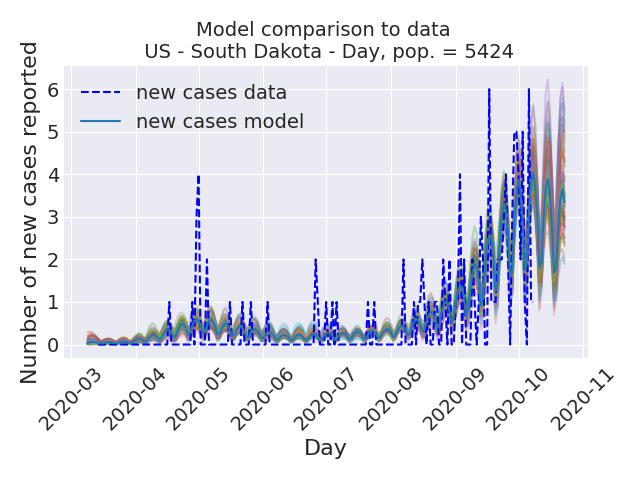 Model comparison to data
US - South Dakota - Day, pop. = 5424
Number of new cases reported
6
5
4
3
2
1
0
new cases data
new cases model
2020-03
2020-04
2020-05
2020-06
2020-07
2020-08
2020-09
2020-10
2020-11
Day